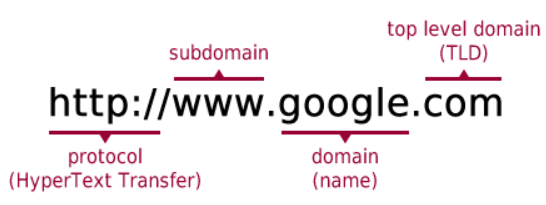 top level domain
(TLD)
subdomain
http://www.google.com
protocol
(HyperText Transfer)
domain
(name)